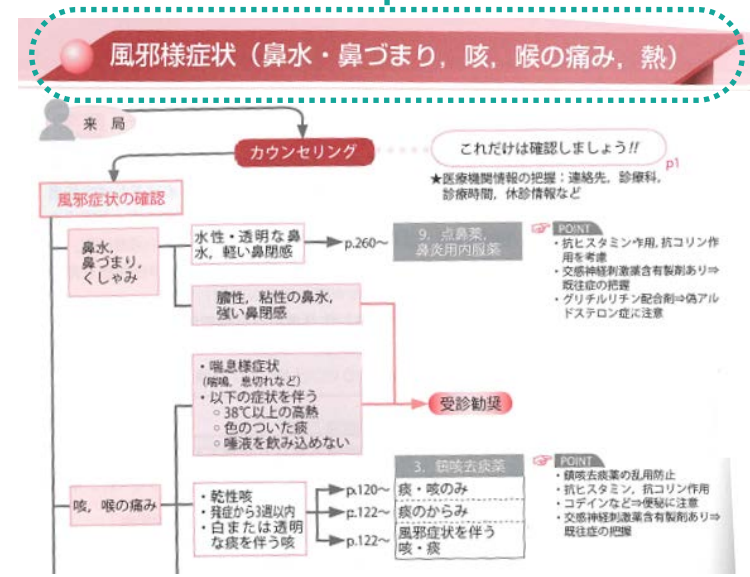 風邪様症状（鼻水・鼻づまり，咳，喉の痛み，熱）
来 局
カウンセリング
これだけは確認しましょう!!
p1
★医療機関情報の把握：連絡先，診療科，
診療時間，休診情報など
風邪症状の確認
鼻水，
鼻づまり，
くしゃみ
水性・透明な鼻
水，軽い鼻閉感
p.260〜
9．点鼻薬，
鼻炎用内服薬
POINT
・抗ヒスタミン作用，抗コリン作
用を考慮
・交感神経刺激薬含有製剤あり⇒
既往症の把握
・グリチルリチン配合剤⇒偽アル
ドステロン症に注意
膿性，粘性の鼻水，
強い鼻閉感
・喘息様症状
（喘鳴，息切れなど）
・以下の症状を伴う
○38℃以上の高熱
○色のついた痰
○唾液を飲み込めない
受診勧奨
咳，喉の痛み
・乾性咳
・発症から3週以内
・白または透明
な痰を伴う咳
3．鎮咳去痰薬
p.120〜
痰・咳のみ
p.122〜
痰のからみ
p.122〜
風邪症状を伴う
咳・痰
POINT
・鎮咳去痰薬の乱用防止
・抗ヒスタミン，抗コリン作用
・コデインなど⇒便秘に注意
・交感神経刺激薬含有製剤あり⇒
既往症の把握